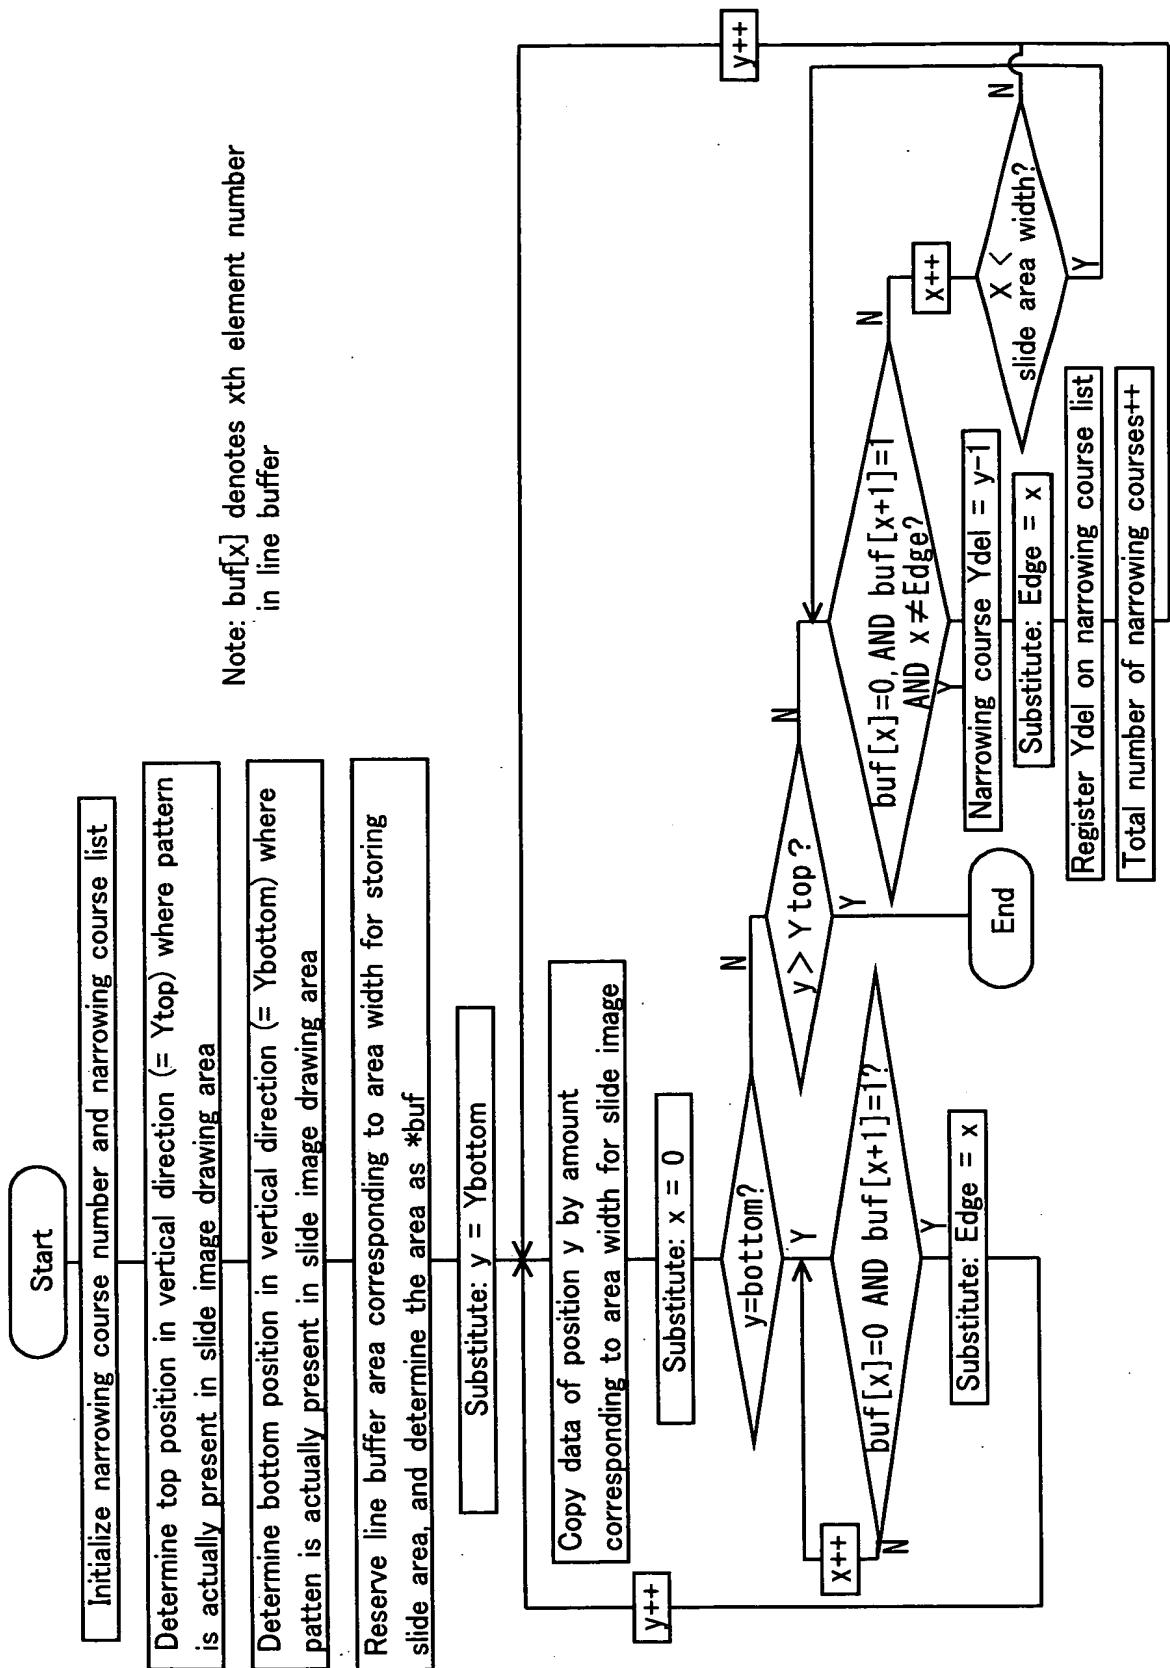 Start
Initialize narrowing course number and narrowing course list
Determine top position in vertical direction (= Ytop) where pattern
is actually present in slide image drawing area
Determine bottom position in vertical direction (= Ybottom) where
patten is actually present in slide image drawing area
Reserve line buffer area corresponding to area width for storing
slide area, and determine the area as *buf
Note: buf[x] denotes xth element number
in line buffer
Substitute: y = Ybottom
Copy data of position y by amount
corresponding to area width for slide image
Substitute: x = 0
y=bottom?
N
Y
y > Ytop?
N
Y
End
buf[x]=0 AND buf[x+1]=1?
N
Y
x++
Substitute: Edge = x
y++
buf[x]=0, AND buf[x+1]=1
AND x ≠ Edge?
N
Y
x++
X <
slide area width?
N
Y
Narrowing course Ydel = y-1
Substitute: Edge = x
Register Ydel on narrowing course list
Total number of narrowing courses++
y++